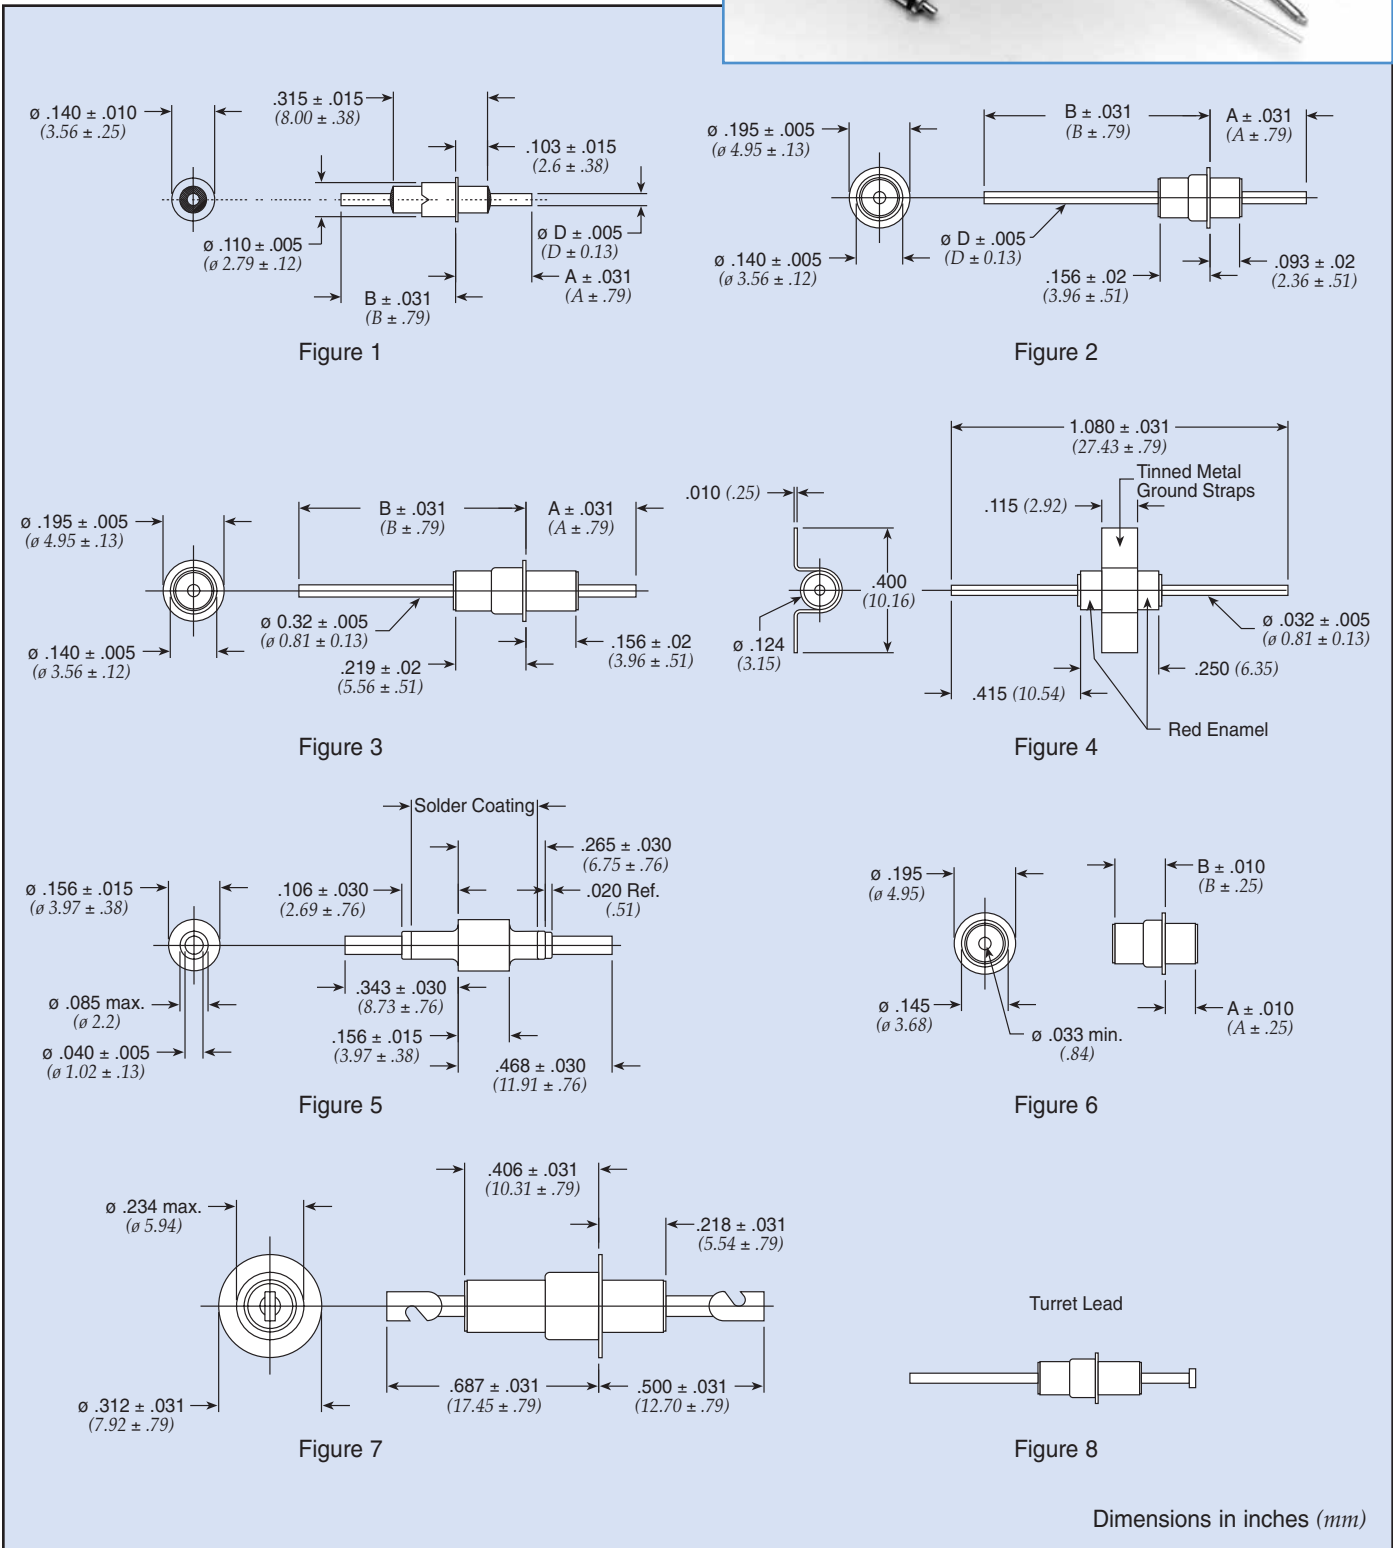 ø .140 ± .010
(3.56 ± .25)
.315 ± .015
(8.00 ± .38)
.103 ± .015
(2.6 ± .38)
ø .110 ± .005
(ø 2.79 ± .12)
ø D ± .005
(D ± 0.13)
A ± .031
(A ± .79)
B ± .031
(B ± .79)
Figure 1
ø .195 ± .005
(ø 4.95 ± .13)
B ± .031
(B ± .79)
A ± .031
(A ± .79)
ø D ± .005
(D ± 0.13)
ø .140 ± .005
(ø 3.56 ± .12)
.156 ± .02
(3.96 ± .51)
.093 ± .02
(2.36 ± .51)
Figure 2
ø .195 ± .005
(ø 4.95 ± .13)
B ± .031
(B ± .79)
A ± .031
(A ± .79)
ø 0.32 ± .005
(ø 0.81 ± 0.13)
ø .140 ± .005
(ø 3.56 ± .12)
.219 ± .02
(5.56 ± .51)
.156 ± .02
(3.96 ± .51)
Figure 3
1.080 ± .031
(27.43 ± .79)
Tinned Metal
Ground Straps
.010 (.25)
.115 (2.92)
.400
(10.16)
ø .124
(3.15)
ø .032 ± .005
(ø 0.81 ± 0.13)
.250 (6.35)
.415 (10.54)
Red Enamel
Figure 4
Solder Coating
.265 ± .030
(6.75 ± .76)
ø .156 ± .015
(ø 3.97 ± .38)
.106 ± .030
(2.69 ± .76)
.020 Ref.
(.51)
ø .085 max.
(ø 2.2)
.343 ± .030
(8.73 ± .76)
ø .040 ± .005
(ø 1.02 ± .13)
.156 ± .015
(3.97 ± .38)
.468 ± .030
(11.91 ± .76)
Figure 5
ø .195
(ø 4.95)
B ± .010
(B ± .25)
ø .145
(ø 3.68)
ø .033 min.
(.84)
A ± .010
(A ± .25)
Figure 6
.406 ± .031
(10.31 ± .79)
ø .234 max.
(ø 5.94)
.218 ± .031
(5.54 ± .79)
.687 ± .031
(17.45 ± .79)
.500 ± .031
(12.70 ± .79)
ø .312 ± .031
(7.92 ± .79)
Figure 7
Turret Lead
Figure 8
Dimensions in inches (mm)